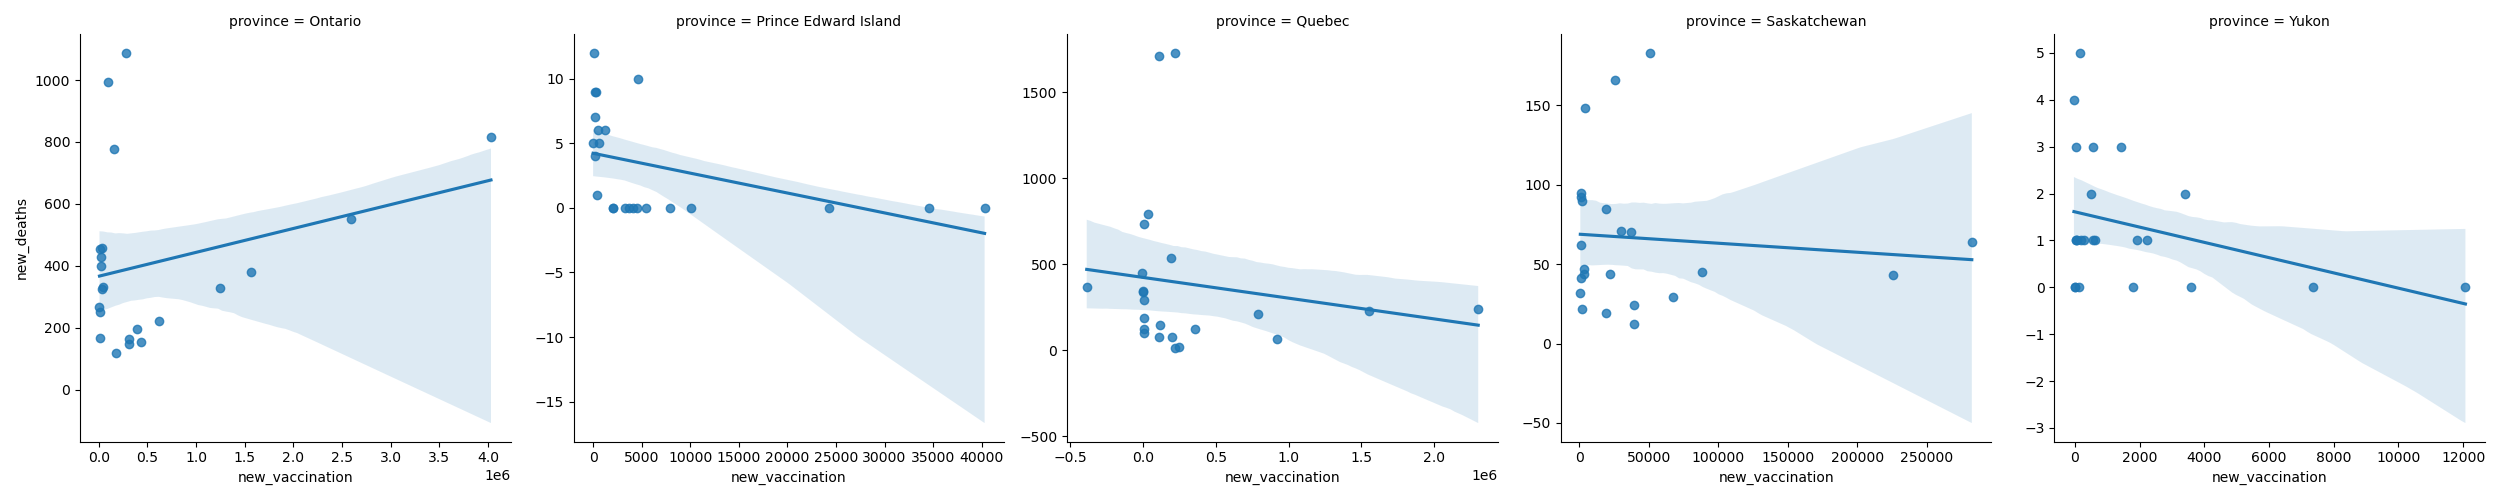 province = Ontario
1000
800
600
400
200
0
new_deaths
0.0 0.5 1.0 1.5 2.0 2.5 3.0 3.5 4.0
1e6
new_vaccination
province = Prince Edward Island
10
5
0
−5
−10
−15
0 5000 10000 15000 20000 25000 30000 35000 40000
new_vaccination
province = Quebec
1500
1000
500
0
−500
−0.5 0.0 0.5 1.0 1.5 2.0
1e6
new_vaccination
province = Saskatchewan
150
100
50
0
−50
0 50000 100000 150000 200000 250000
new_vaccination
province = Yukon
5
4
3
2
1
0
−1
−2
−3
0 2000 4000 6000 8000 10000 12000
new_vaccination